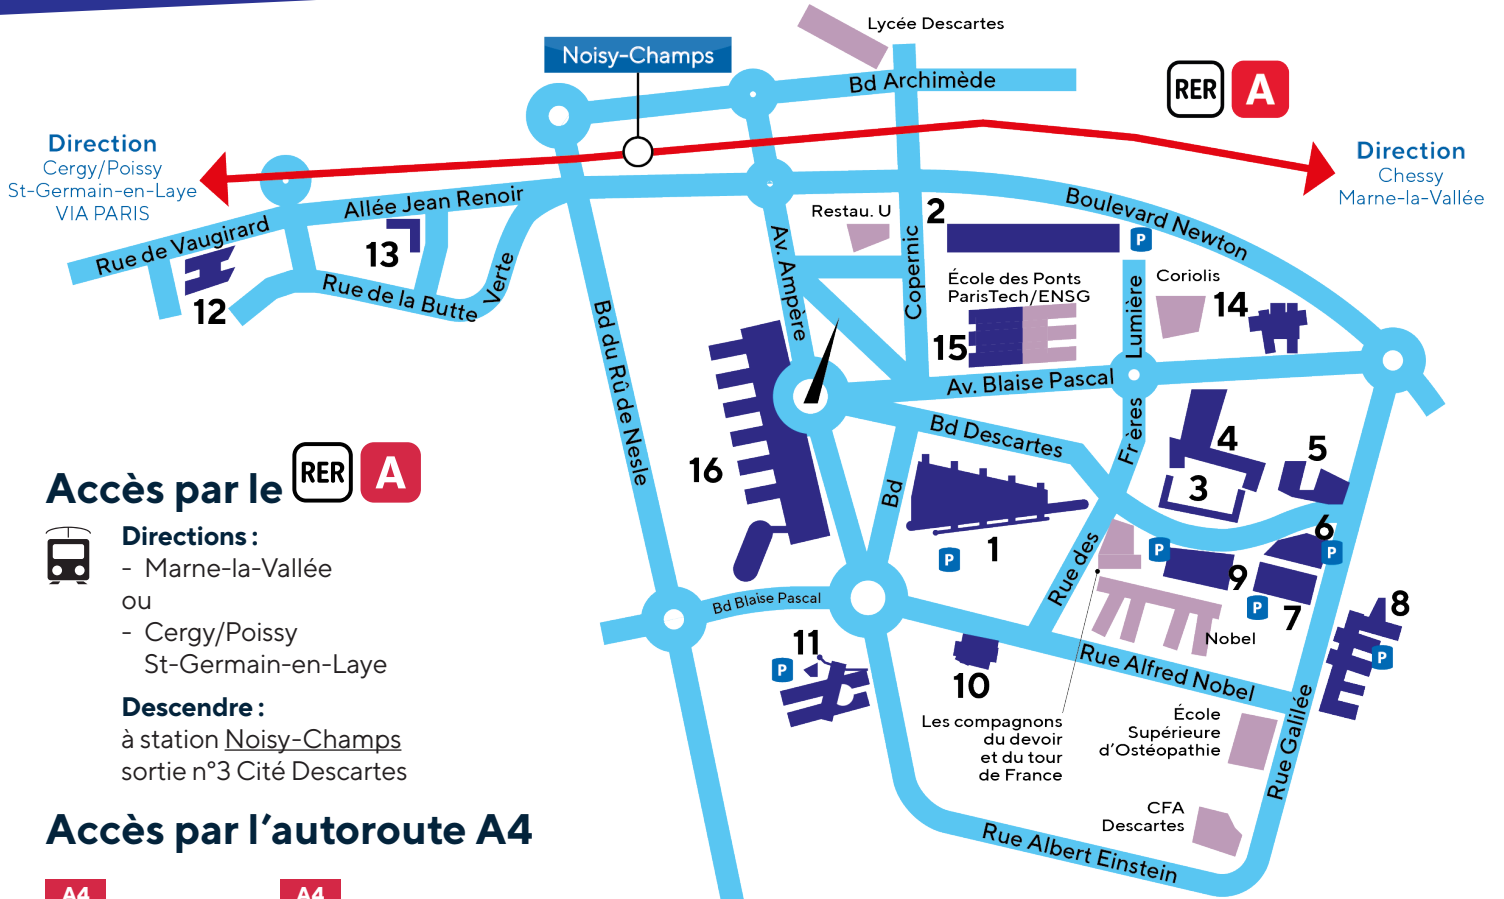 Lycée Descartes
Noisy-Champs
Bd Archimède
RER A
Direction
Cergy/Poissy
St-Germain-en-Laye
VIA PARIS
Direction
Chessy
Marne-la-Vallée
Rue de Vaugirard
Allée Jean Renoir
13
12
Rue de la Butte Verte
Restau. U
2
P
Boulevard Newton
Av. Ampère
Copernic
École des Ponts
ParisTech/ENSG
15
Lumière
Coriolis
14
Bd du Rû de Nesle
Av. Blaise Pascal
Bd Descartes
Frères
4
5
3
16
Bd
1
P
Rue des
P
9
6
P
7
P
8
P
Nobel
Bd Blaise Pascal
11
P
10
Rue Alfred Nobel
Les compagnons
du devoir
et du tour
de France
École
Supérieure
d'Ostéopathie
Rue Galilée
CFA
Descartes
Rue Albert Einstein
Accès par le RER A
Directions :
- Marne-la-Vallée
ou
- Cergy/Poissy
St-Germain-en-Laye
Descendre :
à station Noisy-Champs
sortie n°3 Cité Descartes
Accès par l'autoroute A4
A4
A4